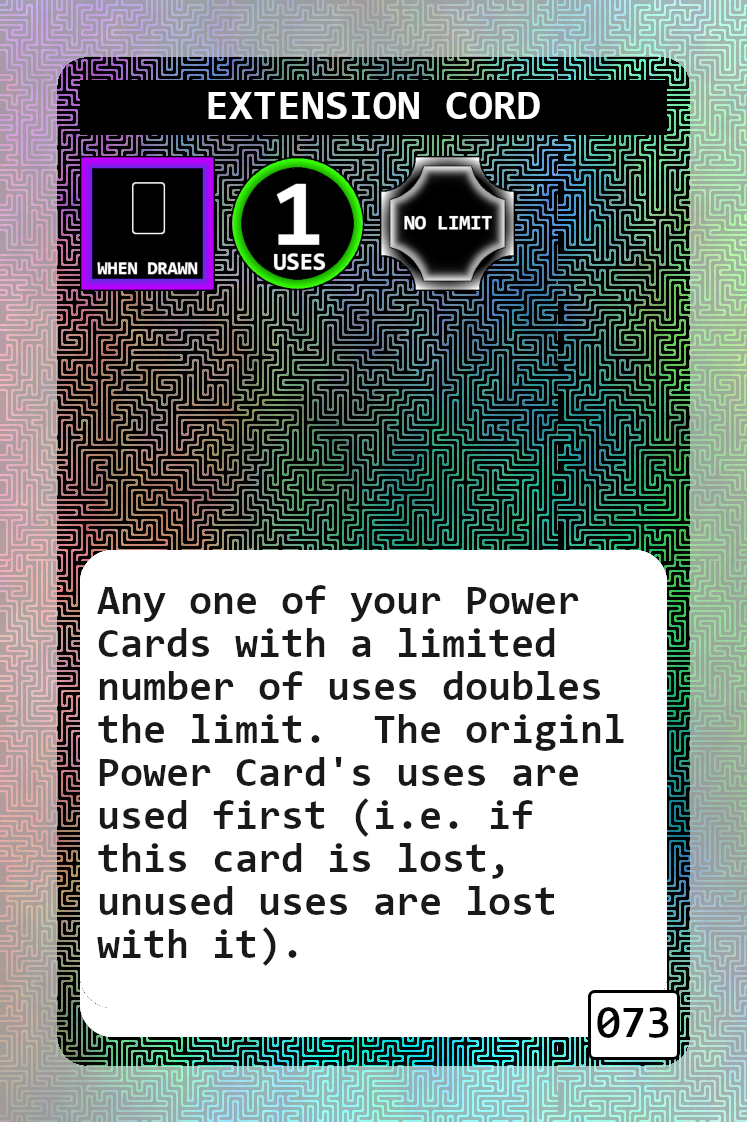 EXTENSION CORD
WHEN DRAWN
1
USES
NO LIMIT
Any one of your Power
Cards with a limited
number of uses doubles
the limit.  The originl
Power Card's uses are
used first (i.e. if
this card is lost,
unused uses are lost
with it).
073